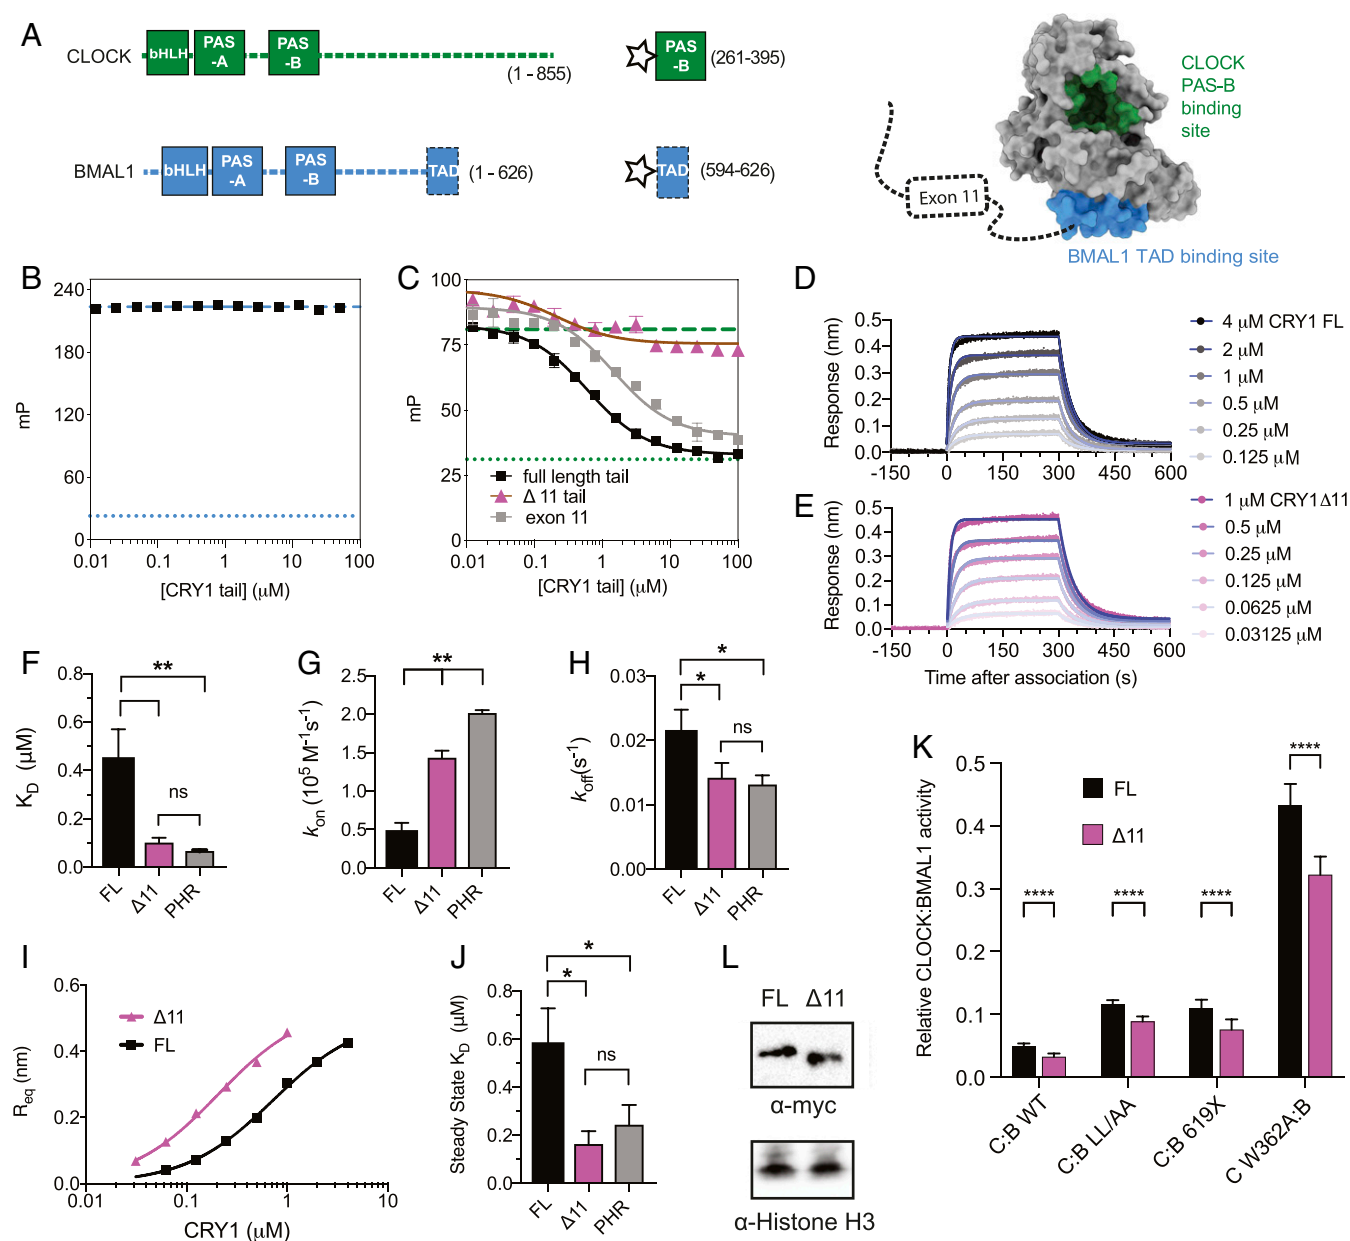 A
CLOCK
bHLH
PAS
-A
PAS
-B
(1 - 855)
PAS
-B
(261-395)
BMAL1
bHLH
PAS
-A
PAS
-B
TAD
(1 - 626)
TAD
(594-626)
CLOCK
PAS-B
binding
site
Exon 11
BMAL1 TAD binding site
B
240
180
120
60
0
mP
0.01 0.1 1 10 100
[CRY1 tail] (μM)
C
100
75
50
25
0
mP
full length tail
Δ 11 tail
exon 11
0.01 0.1 1 10 100
[CRY1 tail] (μM)
D
0.5
0.4
0.3
0.2
0.1
0.0
Response (nm)
-150 0 150 300 450 600
4 μM CRY1 FL
2 μM
1 μM
0.5 μM
0.25 μM
0.125 μM
E
0.5
0.4
0.3
0.2
0.1
0.0
Response (nm)
-150 0 150 300 450 600
Time after association (s)
1 μM CRY1Δ11
0.5 μM
0.25 μM
0.125 μM
0.0625 μM
0.03125 μM
F
0.8
0.6
0.4
0.2
0.0
KD (μM)
**
ns
FL Δ11 PHR
G
2.5
2.0
1.5
1.0
0.5
0
kon (10⁵ M⁻¹s⁻¹)
**
FL Δ11 PHR
H
0.03
0.02
0.01
0.00
koff(s⁻¹)
*
*
ns
FL Δ11 PHR
I
0.6
0.4
0.2
0.0
Req (nm)
Δ11
FL
0.01 0.1 1 10
CRY1 (μM)
J
0.8
0.6
0.4
0.2
0.0
Steady State KD (μM)
*
*
ns
FL Δ11 PHR
K
0.5
0.4
0.3
0.2
0.1
0.0
Relative CLOCK:BMAL1 activity
FL
Δ11
****
****
****
****
C:B WT
C:B LL/AA
C:B 619X
C W362A:B
L
FL Δ11
α-myc
α-Histone H3